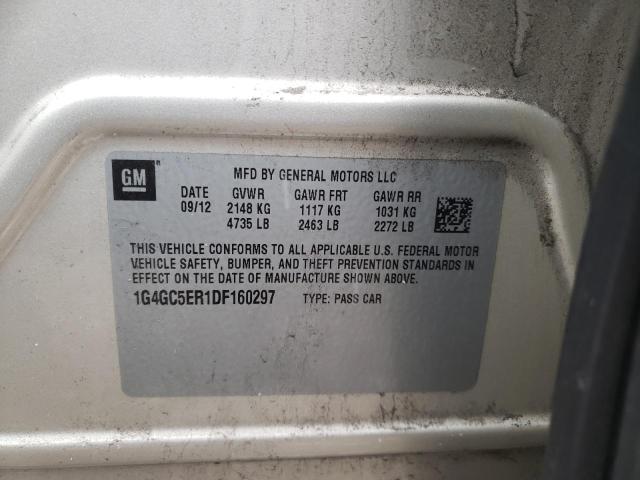 GM
MFD BY GENERAL MOTORS LLC
DATE GVWR GAWR FRT GAWR RR
09/12 2148 KG 1117 KG 1031 KG
4735 LB 2463 LB 2272 LB
THIS VEHICLE CONFORMS TO ALL APPLICABLE U.S. FEDERAL MOTOR
VEHICLE SAFETY, BUMPER, AND THEFT PREVENTION STANDARDS IN
EFFECT ON THE DATE OF MANUFACTURE SHOWN ABOVE.
1G4GC5ER1DF160297 TYPE: PASS CAR